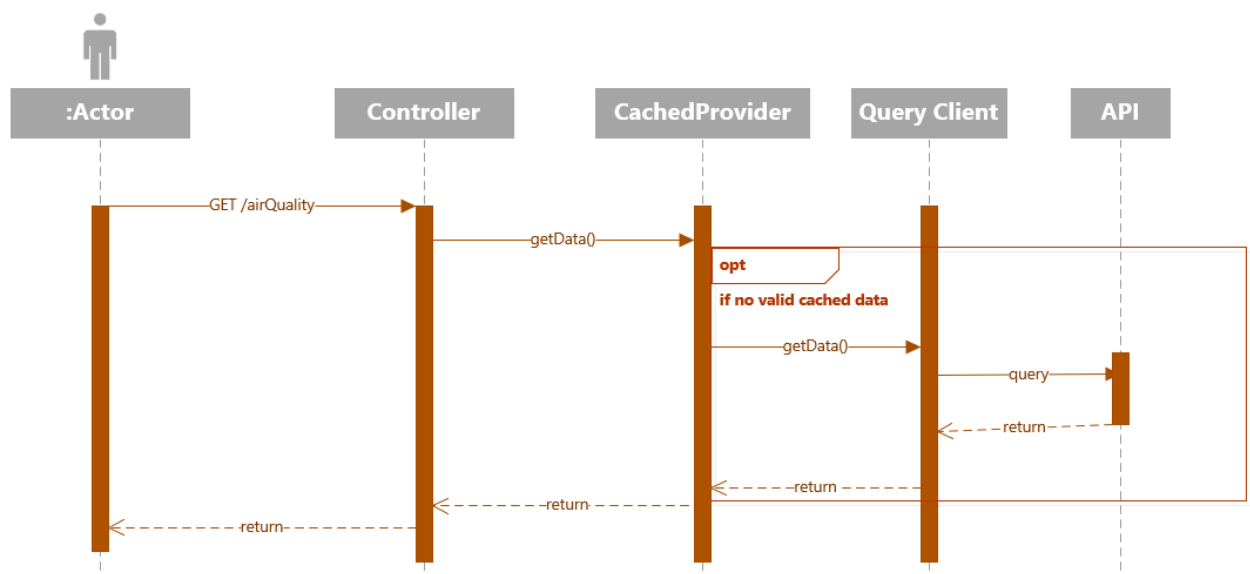 :Actor
Controller
CachedProvider
Query Client
API
GET /airQuality
getData()
opt
if no valid cached data
getData()
query
return
return
return
return